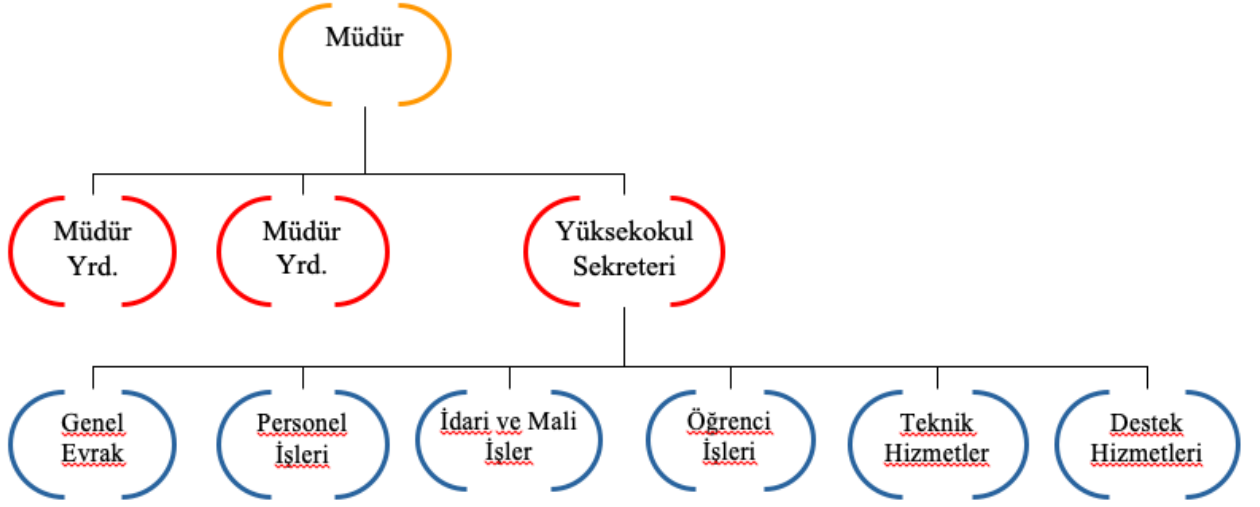 Müdür
Müdür
Yrd.
Müdür
Yrd.
Yüksekokul
Sekreteri
Genel
Evrak
Personel
İşleri
İdari ve Mali
İşler
Öğrenci
İşleri
Teknik
Hizmetler
Destek
Hizmetleri